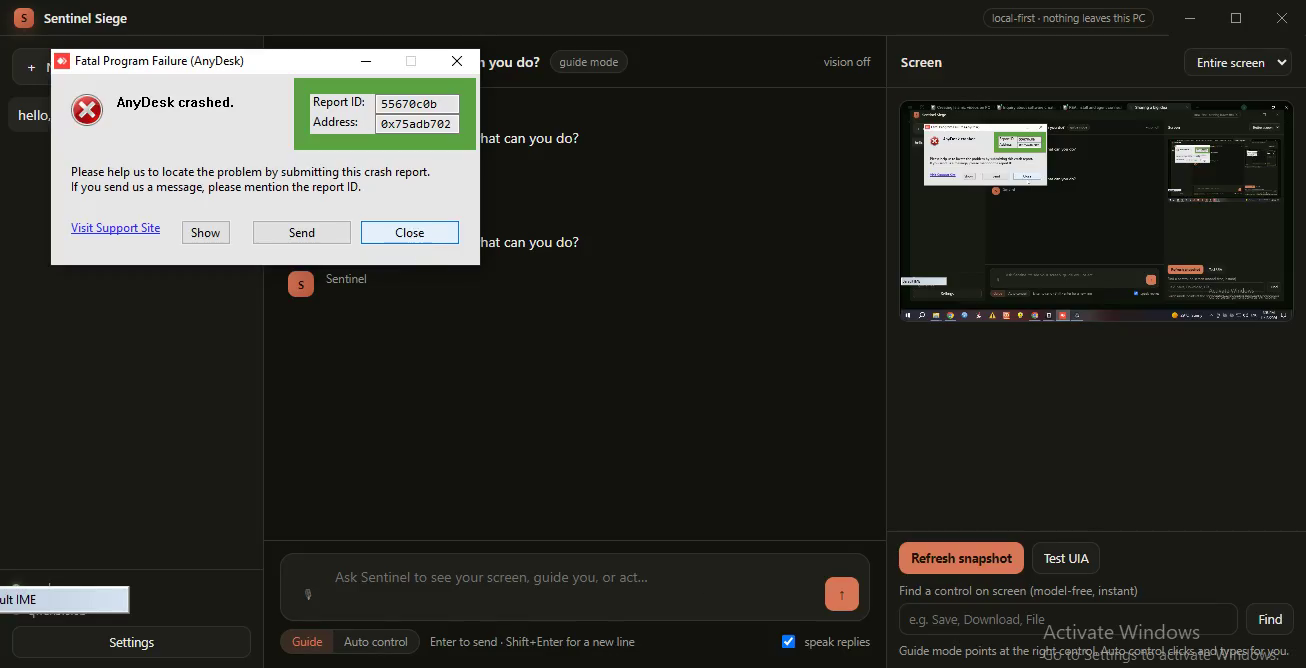 Sentinel Siege
local-first · nothing leaves this PC
Fatal Program Failure (AnyDesk)
AnyDesk crashed.
Report ID:
55670c0b
Address:
0x75adb702
Please help us to locate the problem by submitting this crash report.
If you send us a message, please mention the report ID.
Visit Support Site
Show
Send
Close
+
hello,
you do?
guide mode
vision off
hat can you do?
hat can you do?
S
Sentinel
Ask Sentinel to see your screen, guide you, or act...
↑
Guide
Auto control
Enter to send · Shift+Enter for a new line
speak replies
ult IME
Settings
Screen
Entire screen
Refresh snapshot
Test UIA
Find a control on screen (model-free, instant)
e.g. Save, Download, File
Find
Guide mode points at the right control. Auto control clicks and types for you.
Activate Windows
Go to Settings to activate Windows.